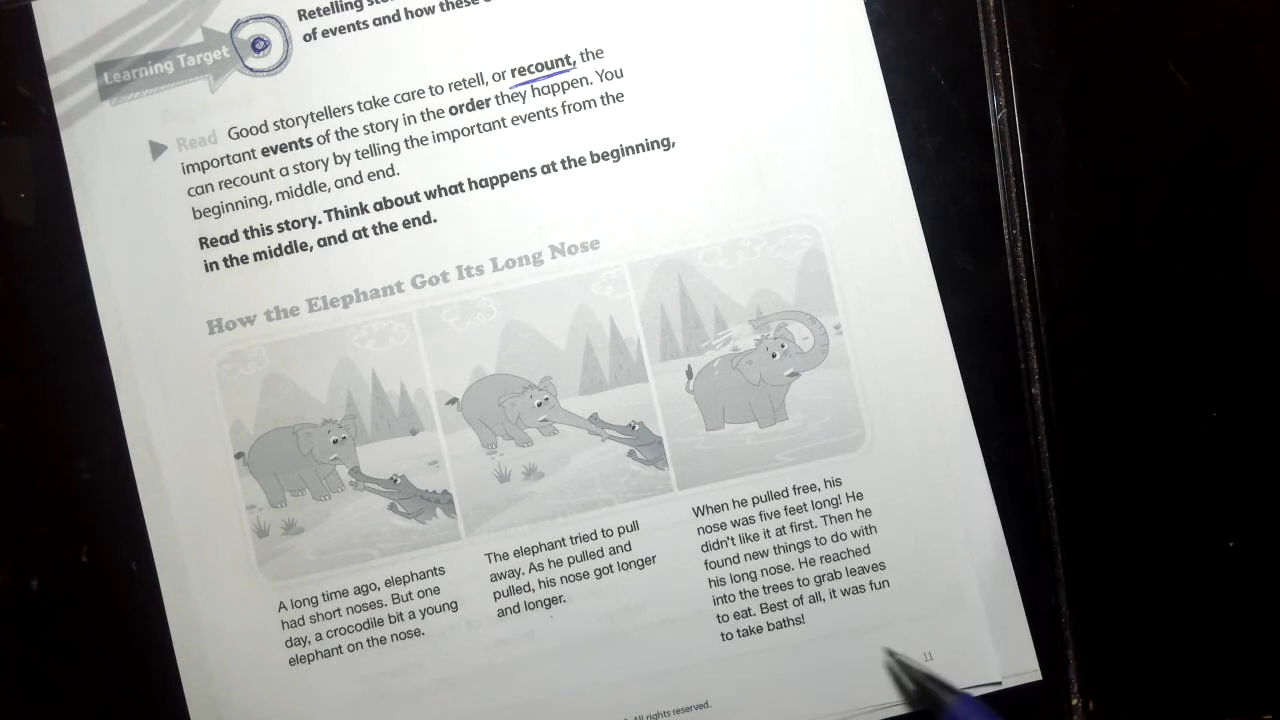 Retelling
of events and how these
Learning Target
Read Good storytellers take care to retell, or recount, the
important events of the story in the order they happen. You
can recount a story by telling the important events from the
beginning, middle, and end.
Read this story. Think about what happens at the beginning,
in the middle, and at the end.
How the Elephant Got Its Long Nose
A long time ago, elephants
had short noses. But one
day, a crocodile bit a young
elephant on the nose.
The elephant tried to pull
away. As he pulled and
pulled, his nose got longer
and longer.
When he pulled free, his
nose was five feet long! He
didn't like it at first. Then he
found new things to do with
his long nose. He reached
into the trees to grab leaves
to eat. Best of all, it was fun
to take baths!
All rights reserved.
11